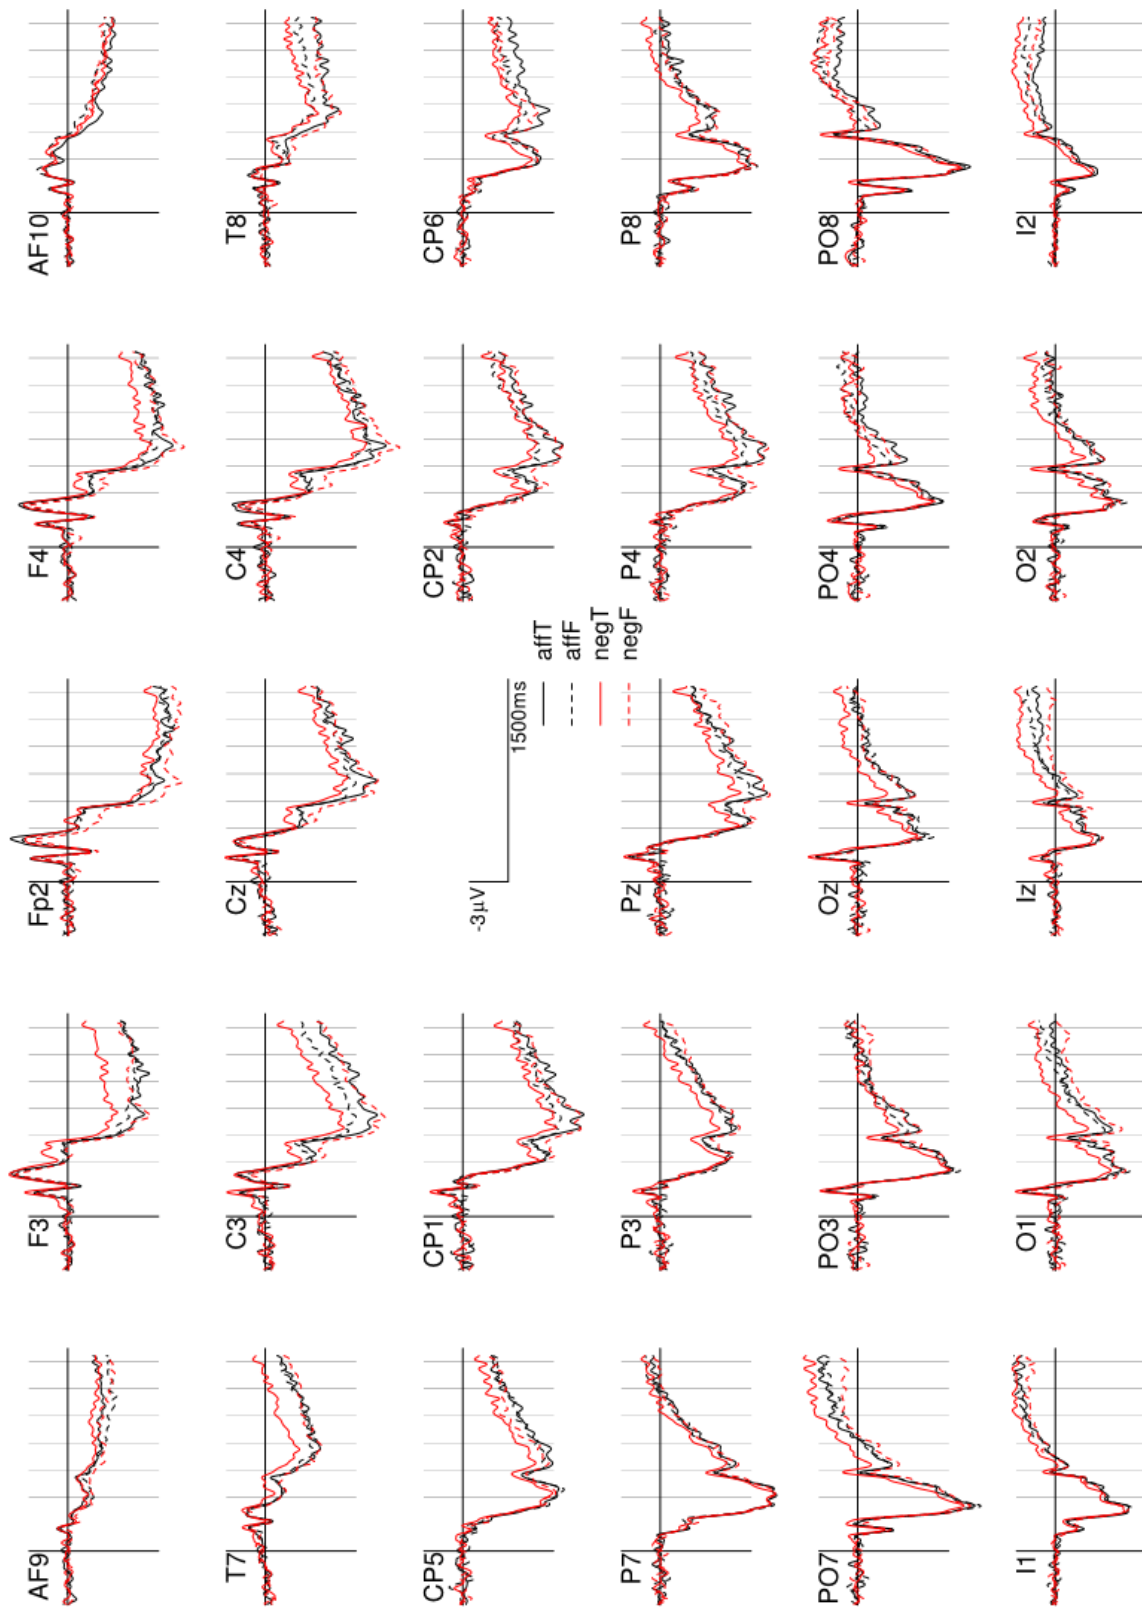 AF9
F3
Fp2
F4
AF10
T7
C3
Cz
C4
T8
CP5
CP1
CP2
CP6
-3µV
1500ms
affT
affF
negT
negF
P7
P3
Pz
P4
P8
PO7
PO3
Oz
PO4
PO8
I1
O1
Iz
O2
I2